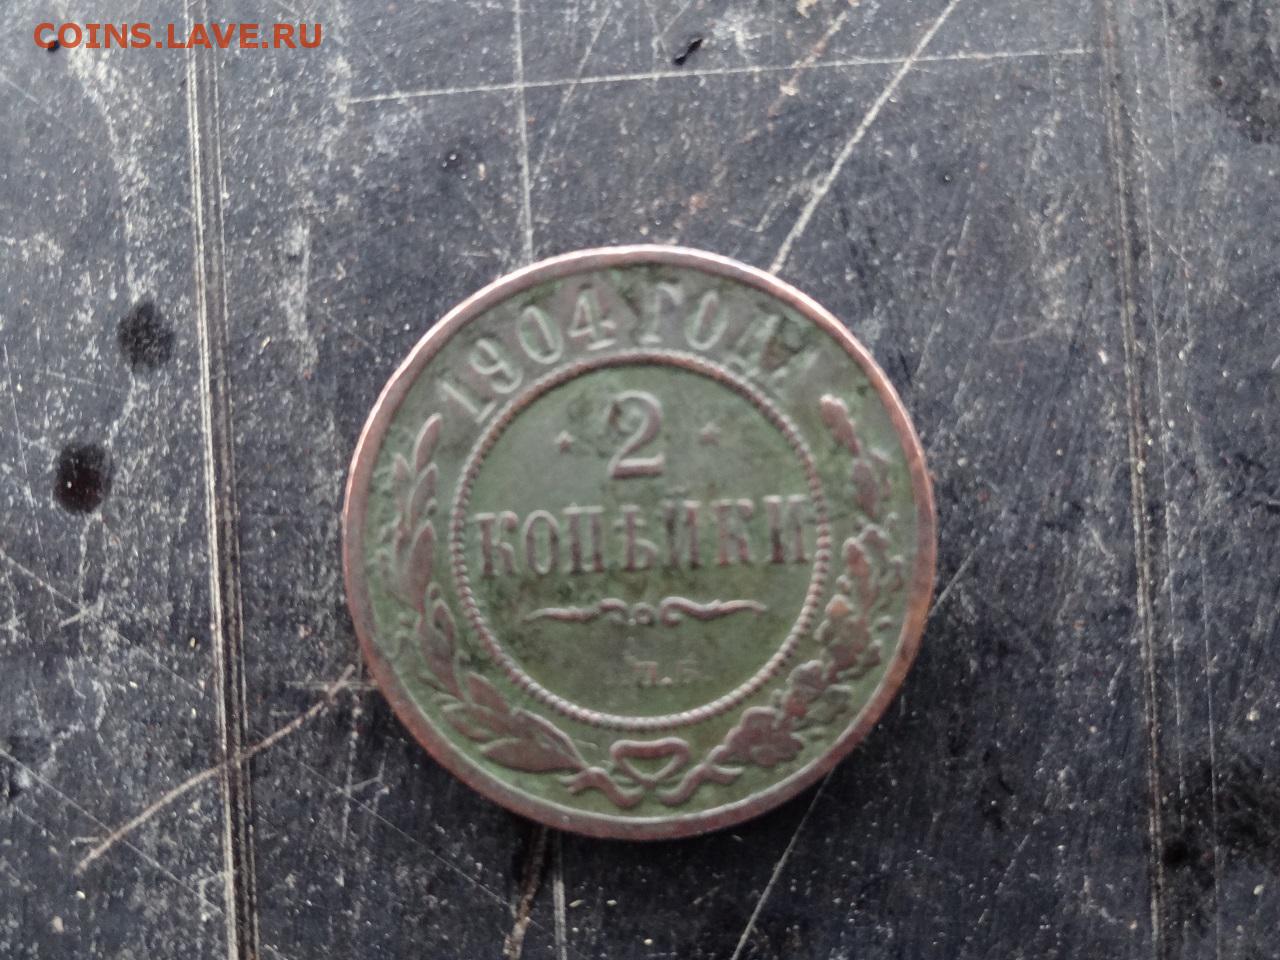 COINS.LAVE.RU
1904 ГОДА
2
КОПѢЙКИ
С.П.Б.